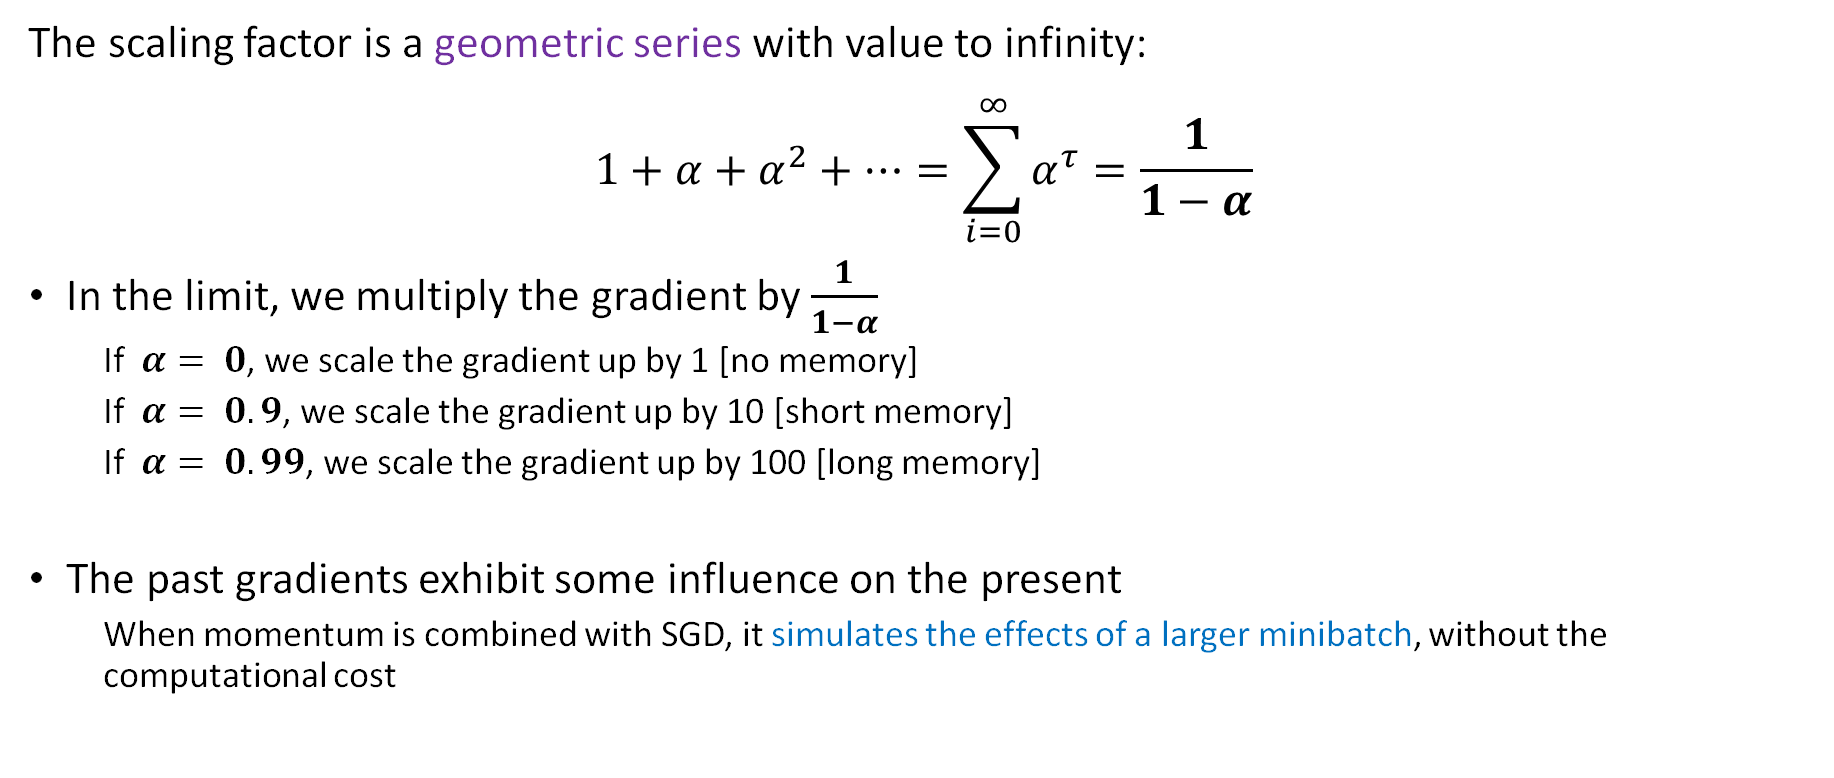 The scaling factor is a geometric series with value to infinity:
1 + α + α² + ⋯ = ∑_{i=0}^{∞} α^τ = 1/(1 − α)
• In the limit, we multiply the gradient by 1/(1−α)
If α = 0, we scale the gradient up by 1 [no memory]
If α = 0.9, we scale the gradient up by 10 [short memory]
If α = 0.99, we scale the gradient up by 100 [long memory]
• The past gradients exhibit some influence on the present
When momentum is combined with SGD, it simulates the effects of a larger minibatch, without the
computational cost